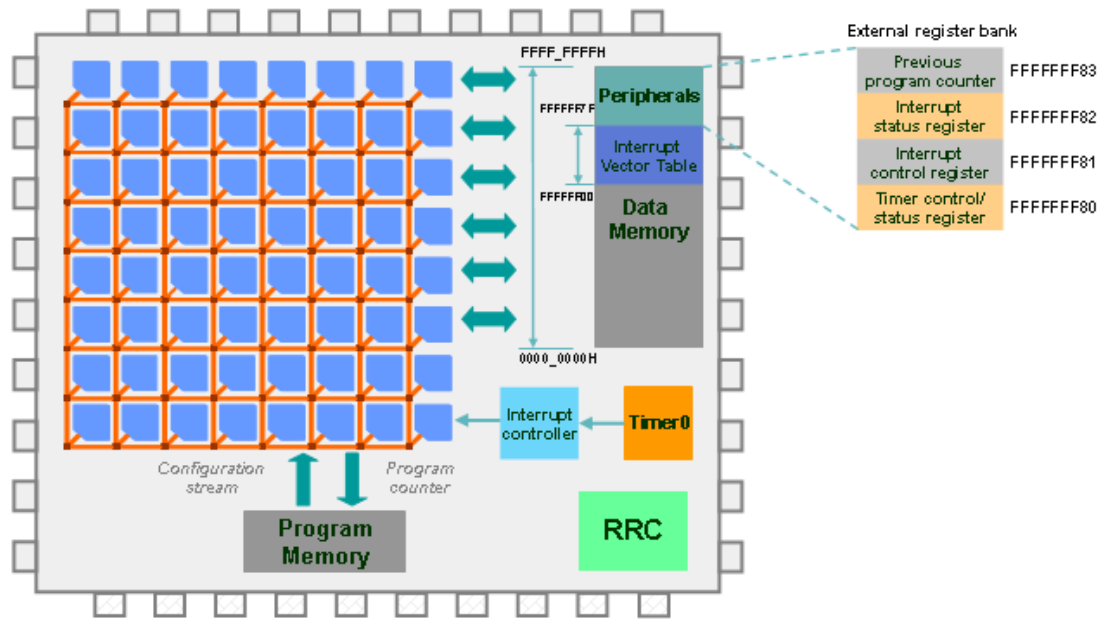 External register bank
FFFF_FFFFH
Previous
program counter
FFFFFFF83
Peripherals
FFFFFF7F
Interrupt
status register
FFFFFFF82
Interrupt
Vector Table
Interrupt
control register
FFFFFFF81
FFFFFF00
Timer control/
status register
FFFFFFF80
Data
Memory
0000_0000H
Interrupt
controller
Timer0
Configuration
stream
Program
counter
Program
Memory
RRC